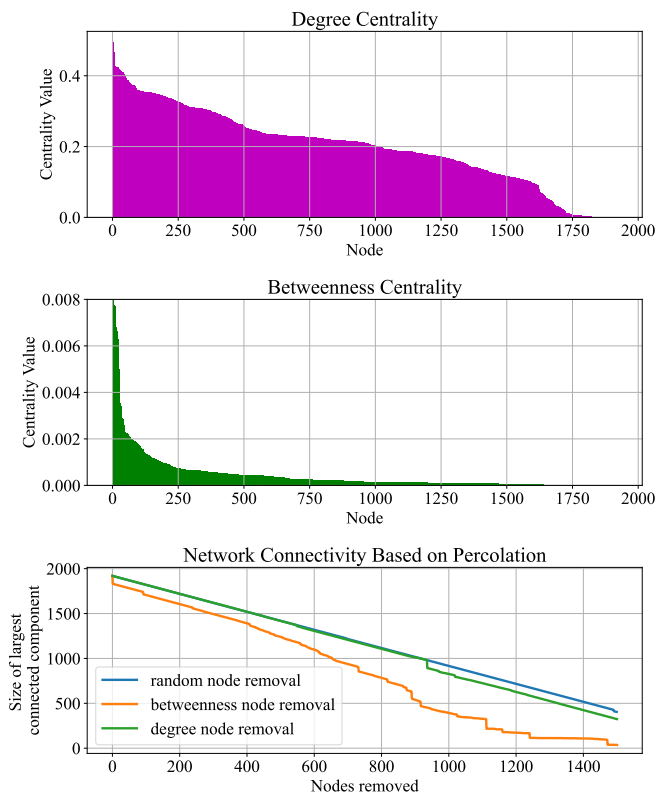 Degree Centrality
Centrality Value
0.4
0.2
0.0
0 250 500 750 1000 1250 1500 1750 2000
Node
Betweenness Centrality
Centrality Value
0.008
0.006
0.004
0.002
0.000
0 250 500 750 1000 1250 1500 1750 2000
Node
Network Connectivity Based on Percolation
Size of largest
connected component
2000
1500
1000
500
0
random node removal
betweenness node removal
degree node removal
0 200 400 600 800 1000 1200 1400
Nodes removed